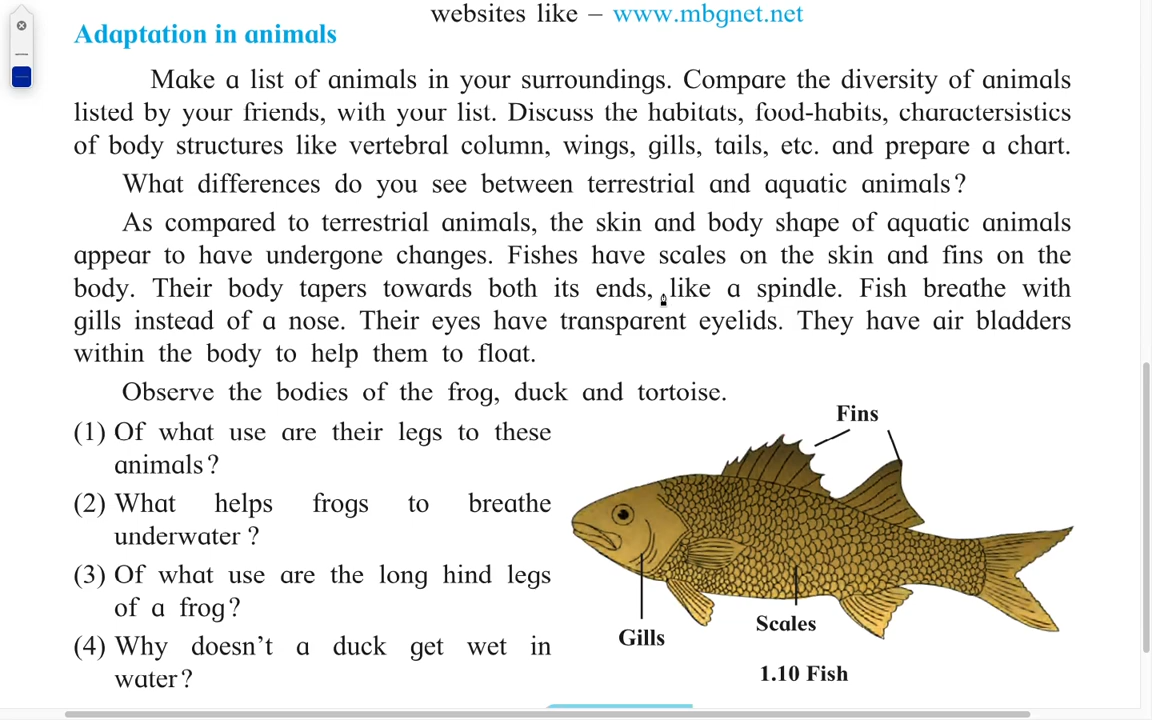 websites like – www.mbgnet.net
Adaptation in animals
Make a list of animals in your surroundings. Compare the diversity of animals
listed by your friends, with your list. Discuss the habitats, food-habits, charactersistics
of body structures like vertebral column, wings, gills, tails, etc. and prepare a chart.
What differences do you see between terrestrial and aquatic animals?
As compared to terrestrial animals, the skin and body shape of aquatic animals
appear to have undergone changes. Fishes have scales on the skin and fins on the
body. Their body tapers towards both its ends, like a spindle. Fish breathe with
gills instead of a nose. Their eyes have transparent eyelids. They have air bladders
within the body to help them to float.
Observe the bodies of the frog, duck and tortoise.
(1) Of what use are their legs to these
animals?
(2) What helps frogs to breathe
underwater ?
(3) Of what use are the long hind legs
of a frog?
(4) Why doesn't a duck get wet in
water?
Fins
Gills
Scales
1.10 Fish